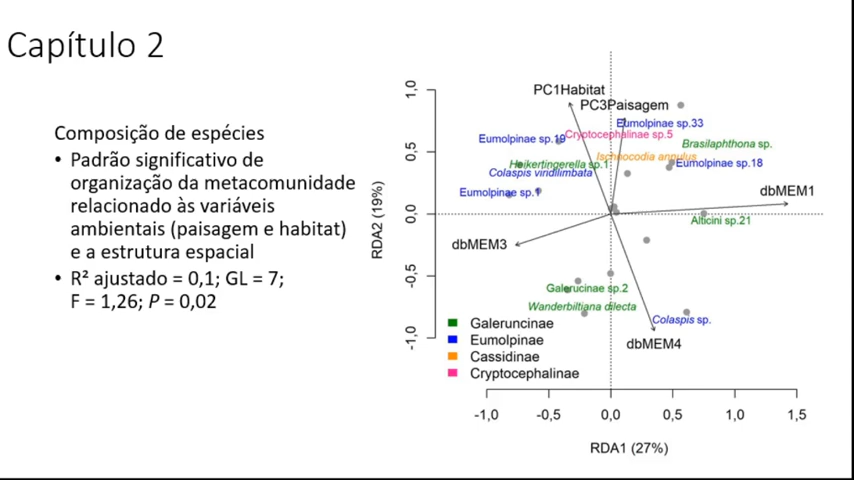 Capítulo 2
Composição de espécies
• Padrão significativo de
organização da metacomunidade
relacionado às variáveis
ambientais (paisagem e habitat)
e a estrutura espacial
• R² ajustado = 0,1; GL = 7;
F = 1,26; P = 0,02
PC1Habitat
PC3Paisagem
Eumolpinae sp.33
Cryptocephalinae sp.5
Eumolpinae sp.19
Brasilaphthona sp.
Ischnocodia annulus
Heikertingerella sp.1
Eumolpinae sp.18
Colaspis viridilimbata
Eumolpinae sp.1
dbMEM1
Alticini sp.21
dbMEM3
Galerucinae sp.2
Wanderbiltiana dilecta
Colaspis sp.
dbMEM4
Galeruncinae
Eumolpinae
Cassidinae
Cryptocephalinae
RDA2 (19%)
1,0
0,5
0,0
-0,5
-1,0
-1,0 -0,5 0,0 0,5 1,0 1,5
RDA1 (27%)